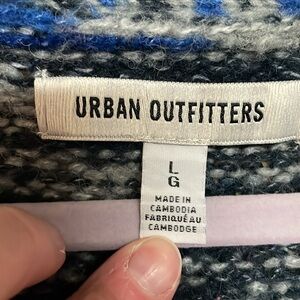 URBAN OUTFITTERS
L
G
MADE IN
CAMBODIA
FABRIQUÉ AU
CAMBODGE